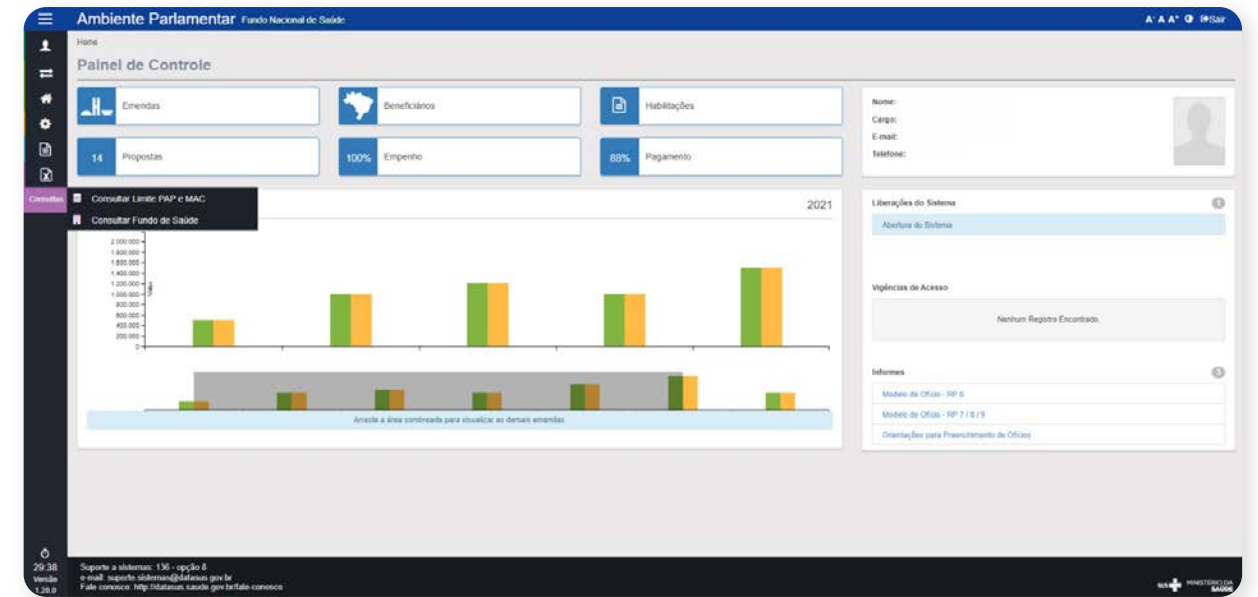 Ambiente Parlamentar Fundo Nacional de Saúde
A- A A+ Sair
Home
Painel de Controle
Emendas
Beneficiários
Habilitações
14 Propostas
100% Empenho
88% Pagamento
Nome:
Cargo:
E-mail:
Telefone:
Consultas
Consultar Limite PAP e MAC
Consultar Fundo de Saúde
2021
2.000.000
1.800.000
1.600.000
1.400.000
1.200.000
1.000.000
800.000
600.000
400.000
200.000
0
Valor
Arraste a área sombreada para visualizar as demais emendas
Liberações do Sistema 1
Abertura do Sistema
Vigências de Acesso
Nenhum Registro Encontrado.
Informes 3
Modelo de Ofício - RP 6
Modelo de Ofício - RP 7 / 8 / 9
Orientações para Preenchimento de Ofícios
29:38
Versão
1.28.0
Suporte a sistemas: 136 - opção 8
e-mail: suporte.sistemas@datasus.gov.br
Fale conosco: http://datasus.saude.gov.br/fale-conosco
SUS
MINISTÉRIO DA
SAÚDE